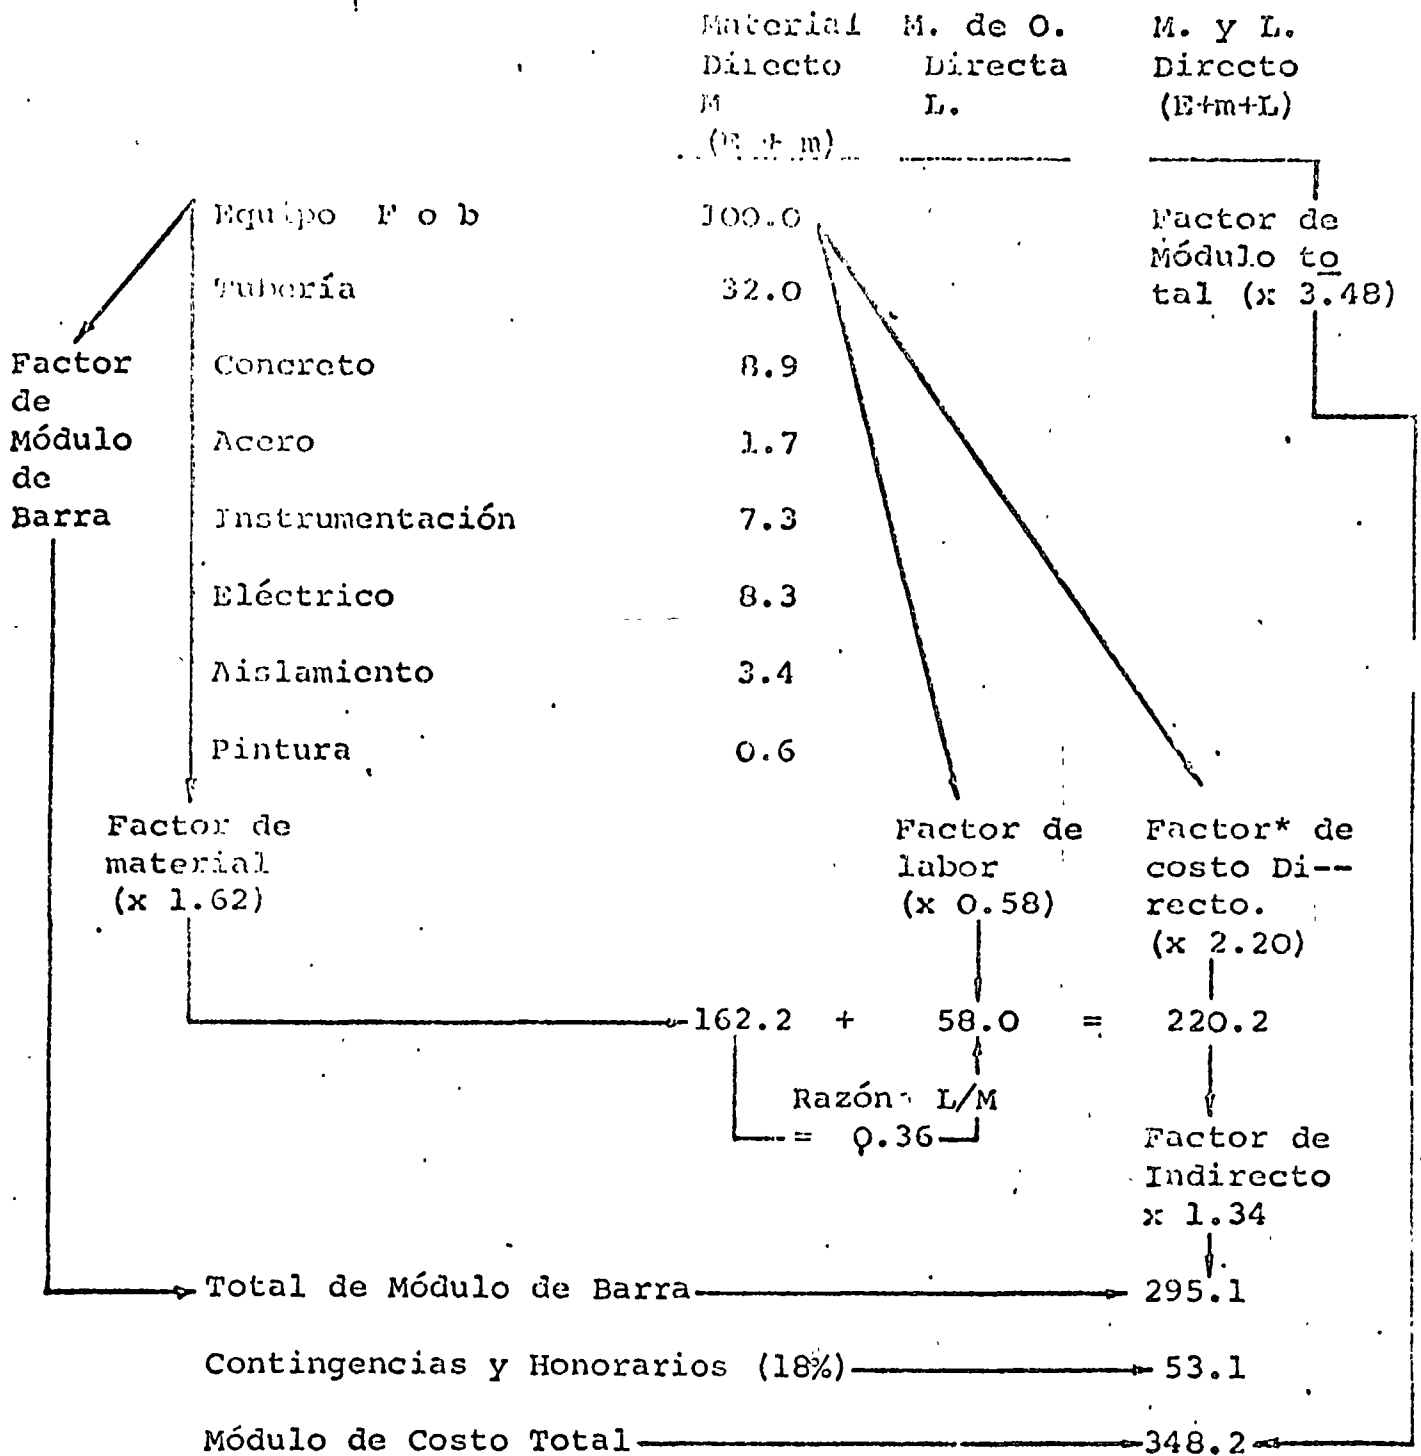 Material M. de O. M. y L.
Directo Directa Directo
M L. (E+m+L)
(E + m)
Equipo F o b 100.0 Factor de
Módulo to
Tubería 32.0 tal (x 3.48)
Factor Concreto 8.9
de
Módulo Acero 1.7
de
Barra Instrumentación 7.3
Eléctrico 8.3
Aislamiento 3.4
Pintura 0.6
Factor de Factor de Factor* de
material labor costo Di--
(x 1.62) (x 0.58) recto.
(x 2.20)
162.2 + 58.0 = 220.2
Razón L/M
= 0.36 Factor de
Indirecto
x 1.34
Total de Módulo de Barra 295.1
Contingencias y Honorarios (18%) 53.1
Módulo de Costo Total 348.2